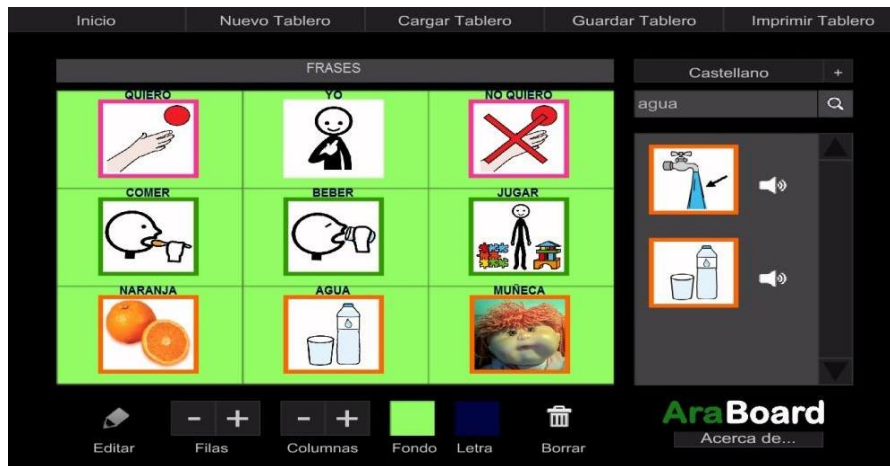 Inicio Nuevo Tablero Cargar Tablero Guardar Tablero Imprimir Tablero
FRASES
Castellano +
agua
QUIERO YO NO QUIERO
COMER BEBER JUGAR
NARANJA AGUA MUÑECA
- + - +
Editar Filas Columnas Fondo Letra Borrar
AraBoard
Acerca de...